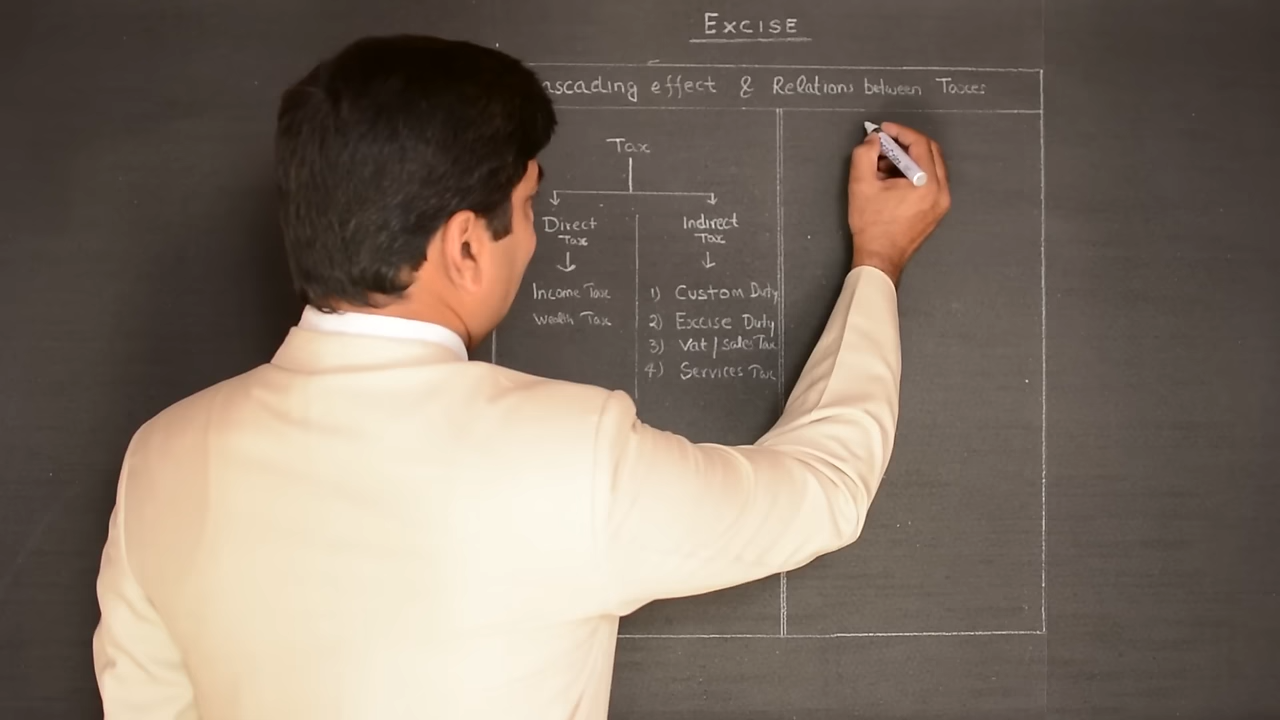 EXCISE
ascading effect & Relations between Taxes
Tax
Direct
Tax
Income Tax
Wealth Tax
Indirect
Tax
1) Custom Duty
2) Excise Duty
3) Vat / Sales Tax
4) Services Tax